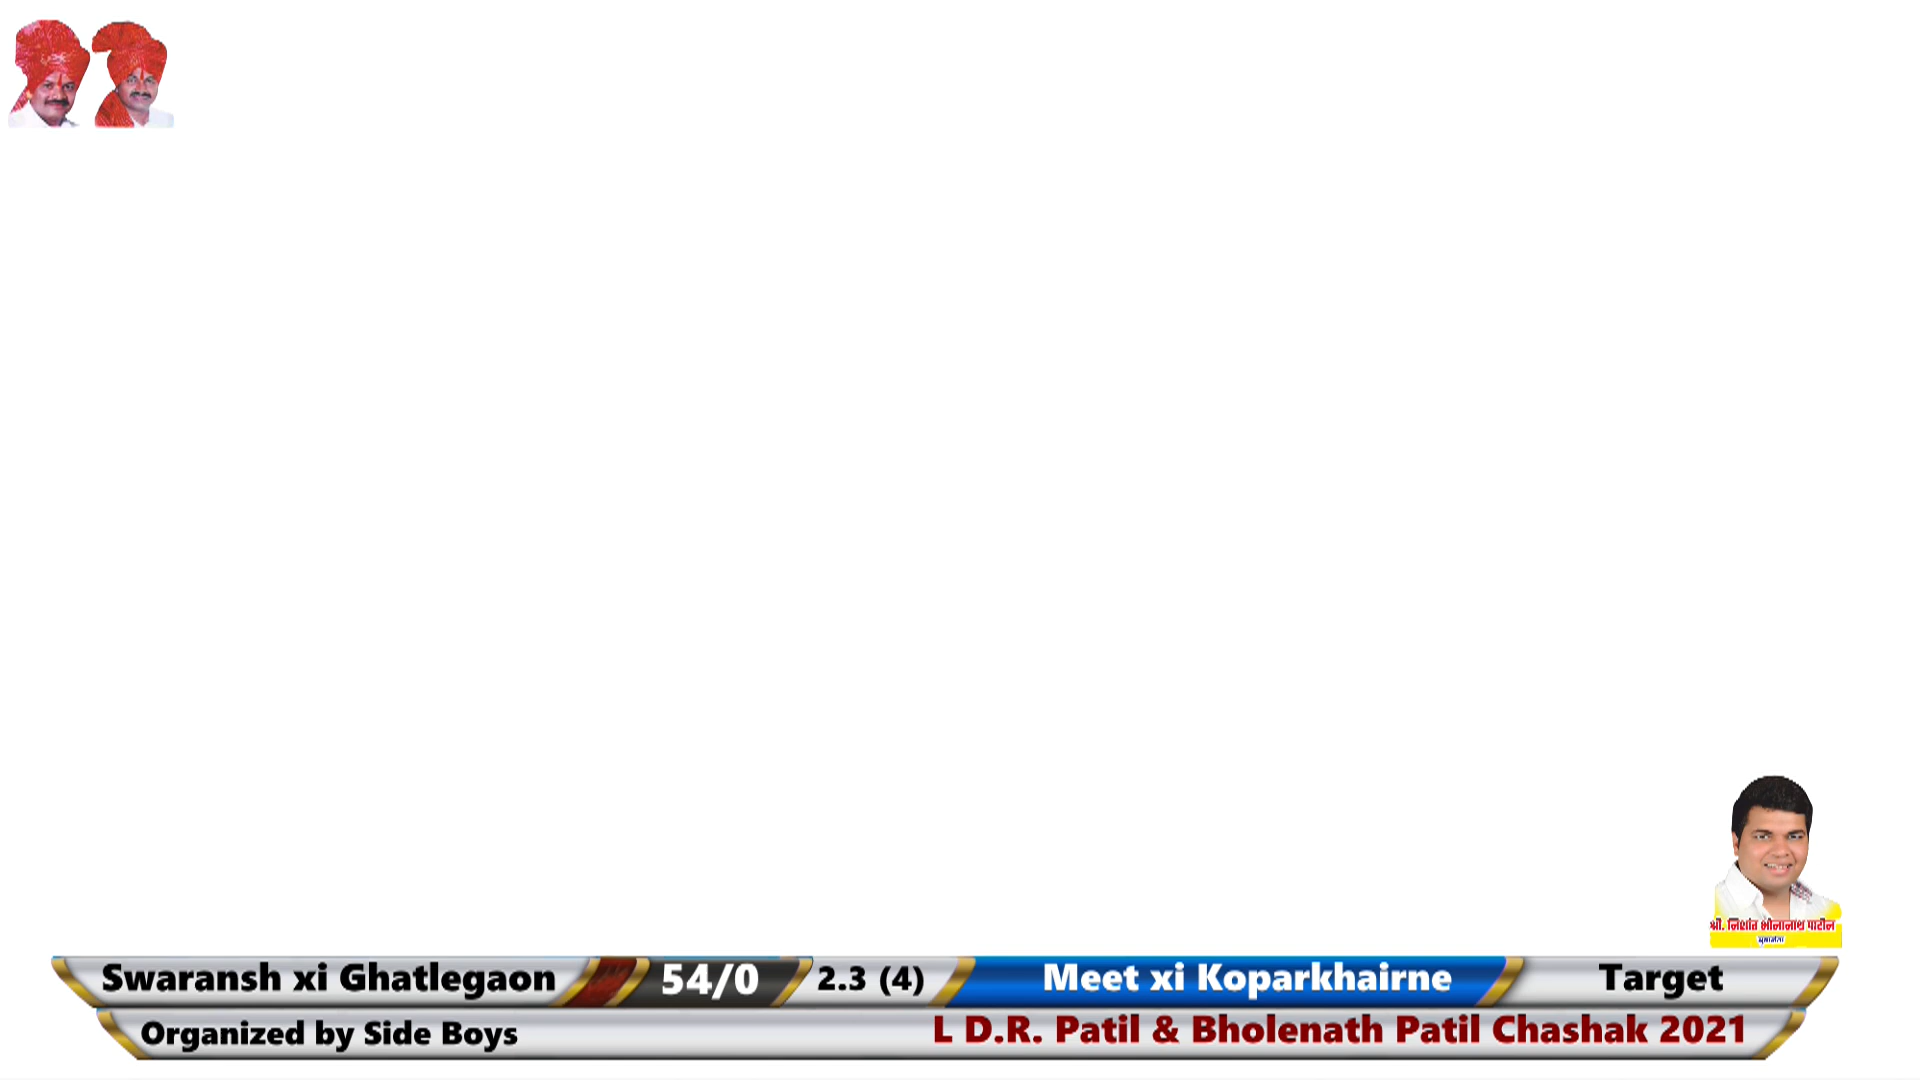 श्री. निशांत भोलानाथ पाटील
युवानेता
Swaransh xi Ghatlegaon 54/0 2.3 (4) Meet xi Koparkhairne Target
Organized by Side Boys L D.R. Patil & Bholenath Patil Chashak 2021